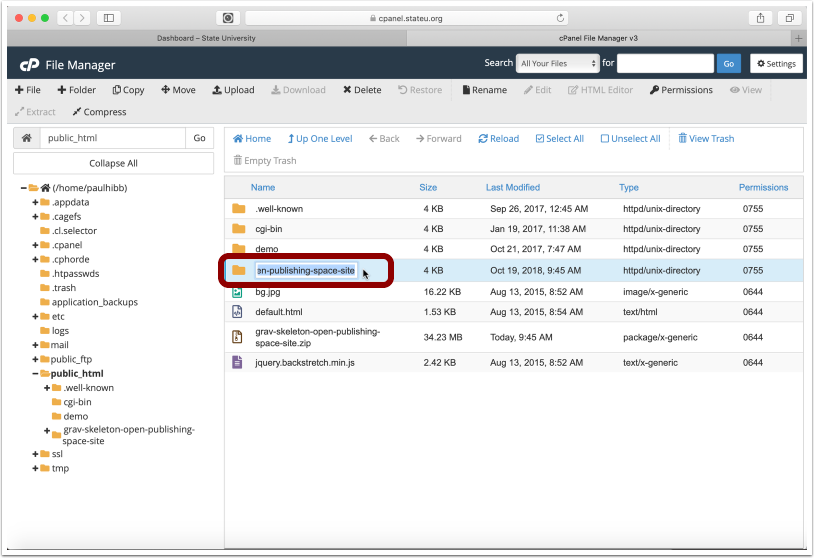 cpanel.stateu.org
Dashboard – State University
cPanel File Manager v3
cP File Manager
Search All Your Files for Go Settings
File Folder Copy Move Upload Download Delete Restore Rename Edit HTML Editor Permissions View
Extract Compress
public_html Go
Collapse All
(/home/paulhibb)
.appdata
.cagefs
.cl.selector
.cpanel
.cphorde
.htpasswds
.trash
application_backups
etc
logs
mail
public_ftp
public_html
.well-known
cgi-bin
demo
grav-skeleton-open-publishing-
space-site
ssl
tmp
Home Up One Level Back Forward Reload Select All Unselect All View Trash
Empty Trash
Name Size Last Modified Type Permissions
.well-known 4 KB Sep 26, 2017, 12:45 AM httpd/unix-directory 0755
cgi-bin 4 KB Jan 19, 2017, 11:38 AM httpd/unix-directory 0755
demo 4 KB Oct 21, 2017, 7:47 AM httpd/unix-directory 0755
en-publishing-space-site 4 KB Oct 19, 2018, 9:45 AM httpd/unix-directory 0755
bg.jpg 16.22 KB Aug 13, 2015, 8:52 AM image/x-generic 0644
default.html 1.53 KB Aug 13, 2015, 8:54 AM text/html 0644
grav-skeleton-open-publishing-
space-site.zip 34.23 MB Today, 9:45 AM package/x-generic 0644
jquery.backstretch.min.js 2.42 KB Aug 13, 2015, 8:52 AM text/x-generic 0644